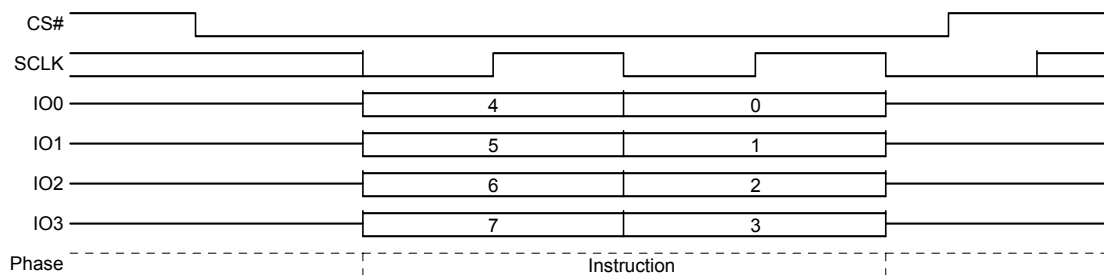 CS#
SCLK
IO0 4 0
IO1 5 1
IO2 6 2
IO3 7 3
Phase Instruction